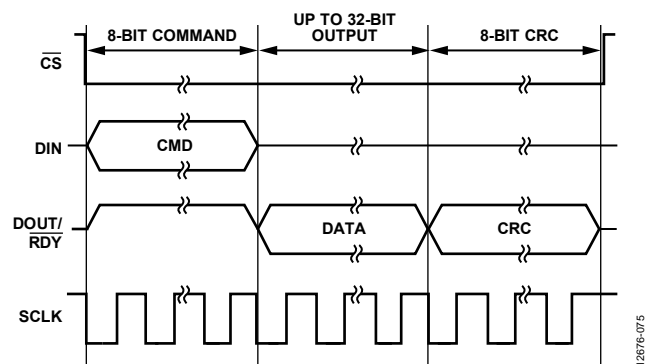 8-BIT COMMAND
UP TO 32-BIT
OUTPUT
8-BIT CRC
CS
DIN
CMD
DOUT/
RDY
DATA
CRC
SCLK
2676-075